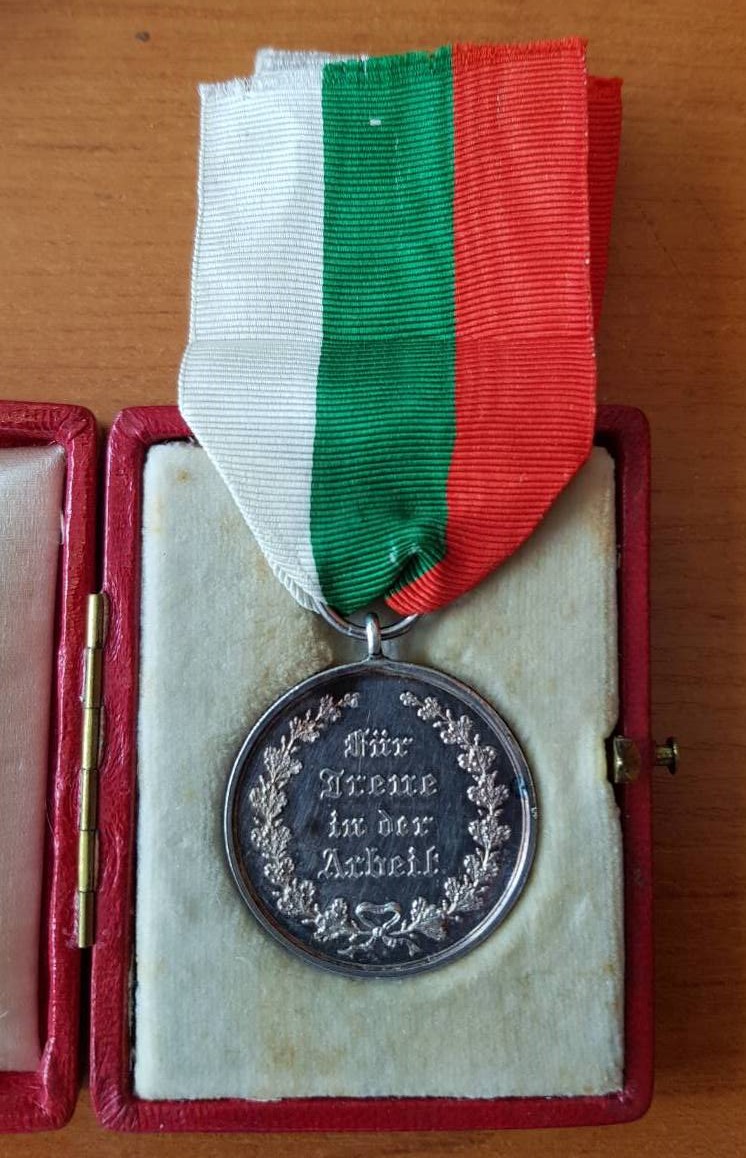 Für
Treue
in der
Arbeit